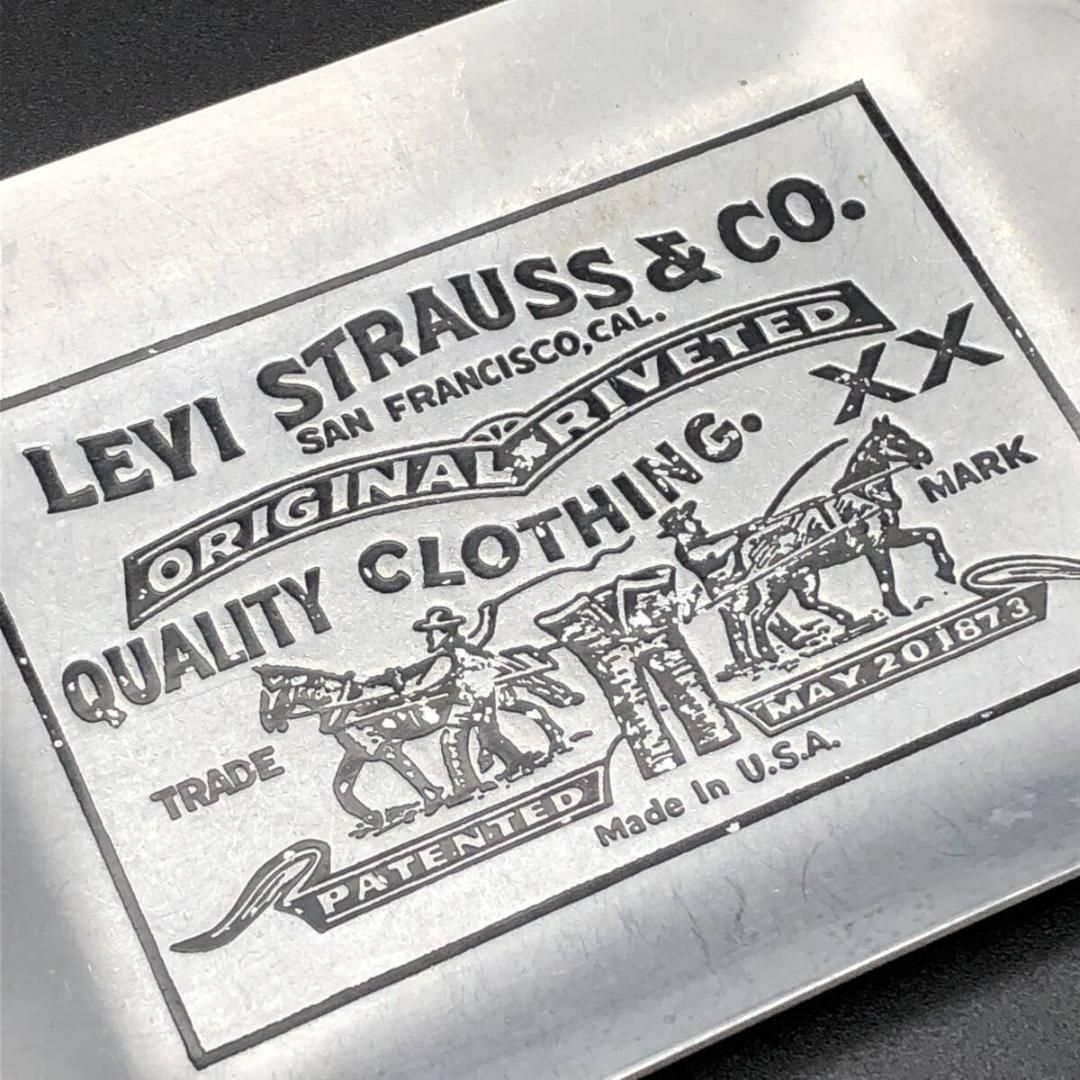 LEVI STRAUSS & CO.
SAN FRANCISCO, CAL.
ORIGINAL RIVETED
QUALITY CLOTHING. XX
TRADE MARK
PATENTED MAY 20 1873
Made In U.S.A.